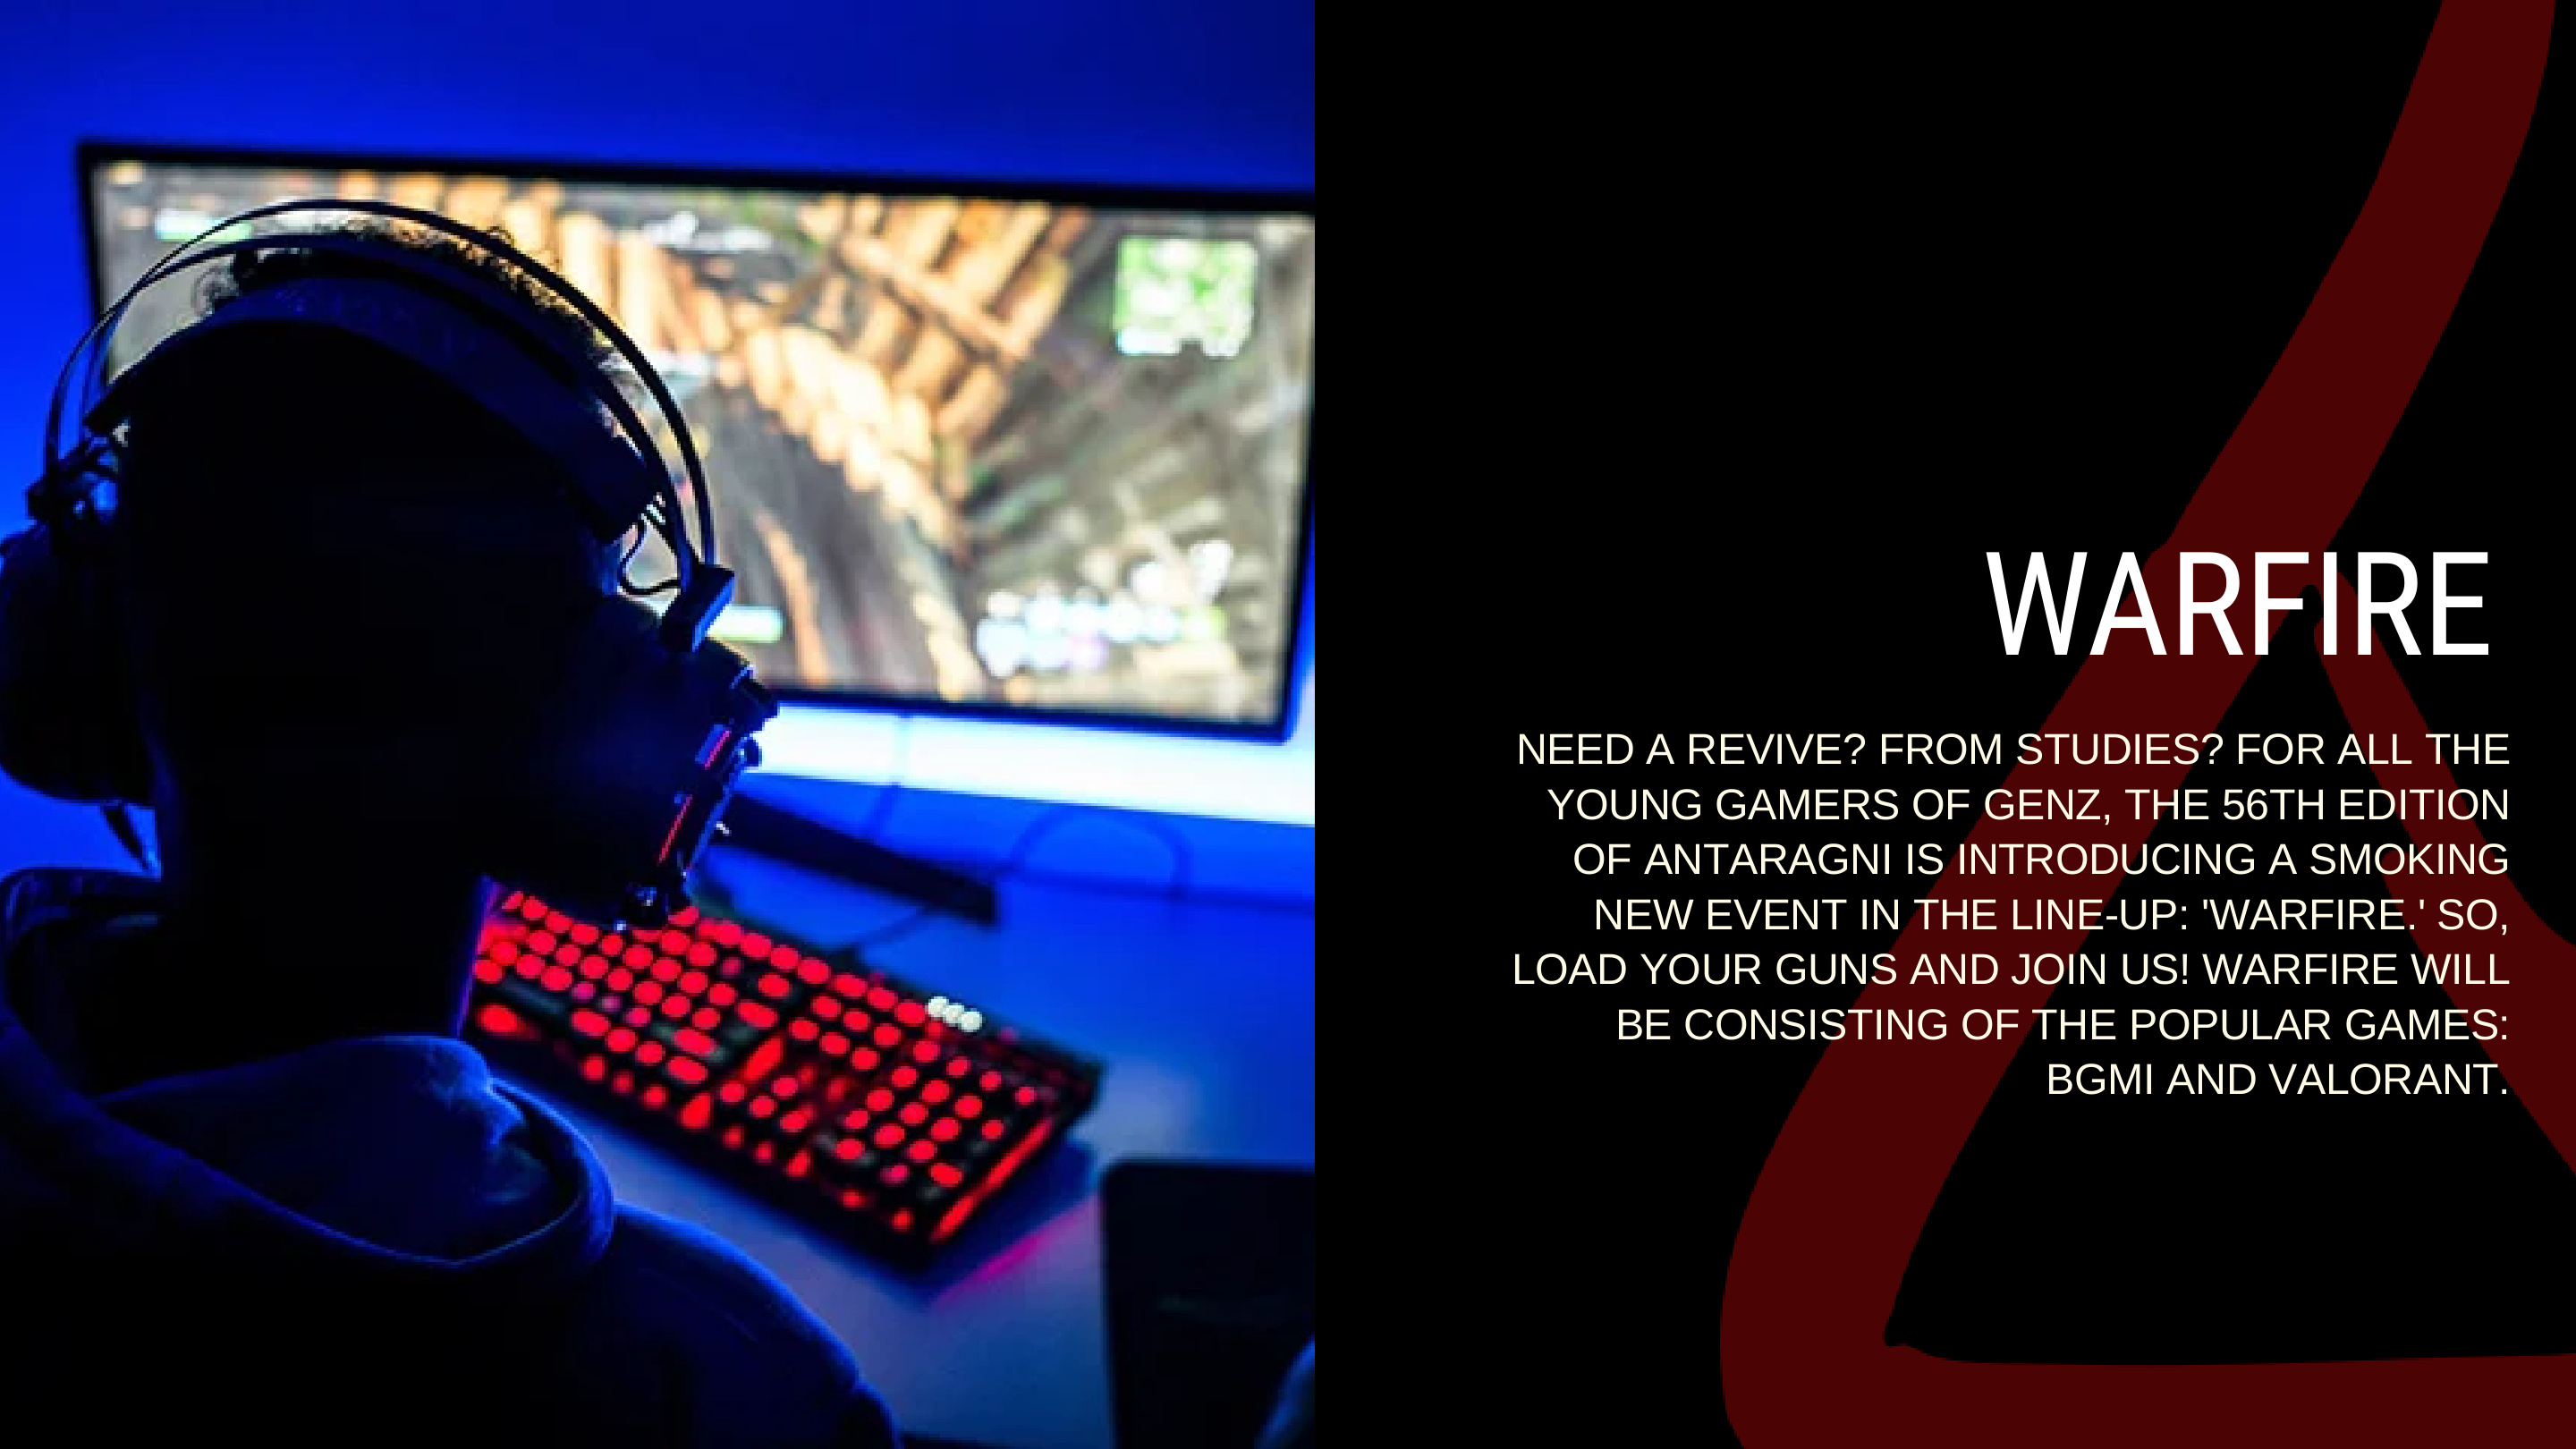 WARFIRE
NEED A REVIVE? FROM STUDIES? FOR ALL THE
YOUNG GAMERS OF GENZ, THE 56TH EDITION
OF ANTARAGNI IS INTRODUCING A SMOKING
NEW EVENT IN THE LINE-UP: 'WARFIRE.' SO,
LOAD YOUR GUNS AND JOIN US! WARFIRE WILL
BE CONSISTING OF THE POPULAR GAMES:
BGMI AND VALORANT.